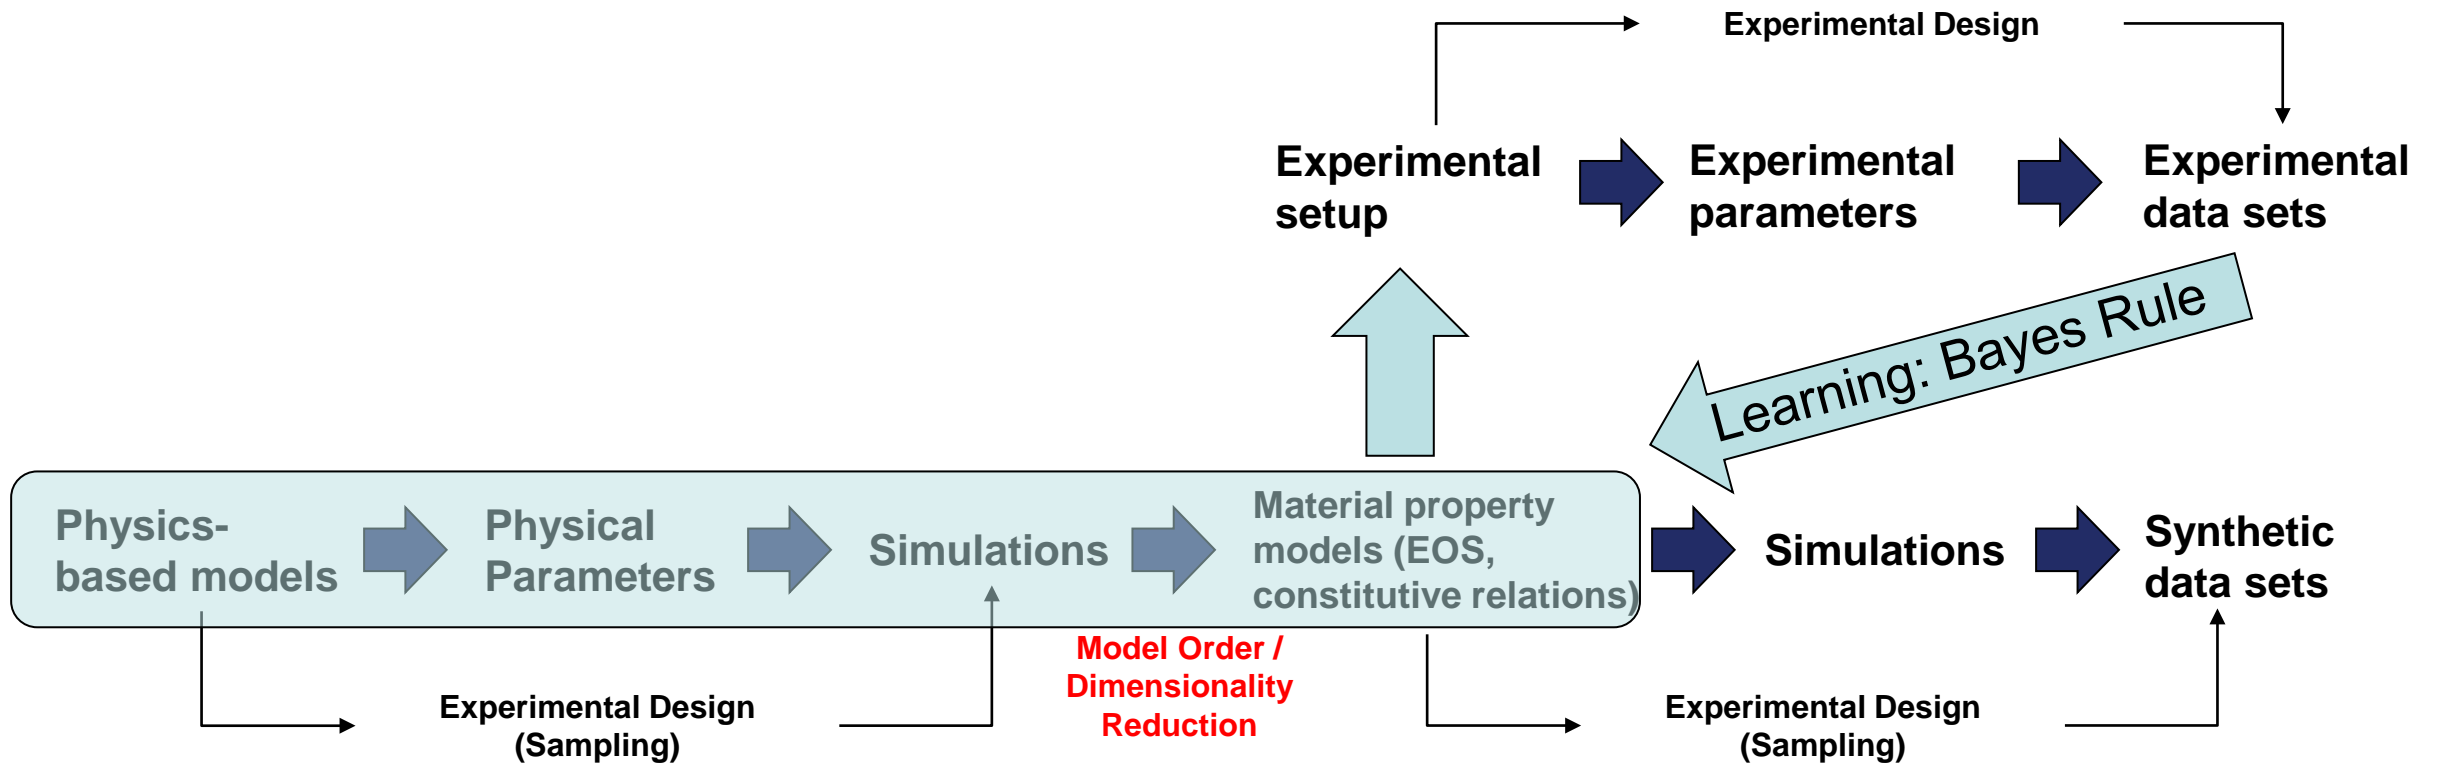 Experimental Design
Experimental
setup
Experimental
parameters
Experimental
data sets
Learning: Bayes Rule
Physics-
based models
Physical
Parameters
Simulations
Material property
models (EOS,
constitutive relations)
Simulations
Synthetic
data sets
Model Order /
Dimensionality
Reduction
Experimental Design
(Sampling)
Experimental Design
(Sampling)